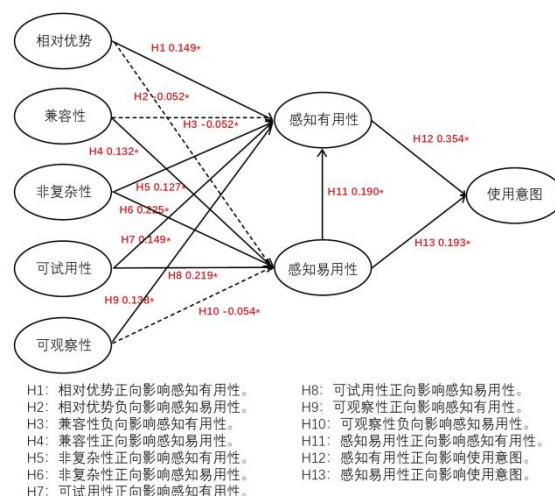 相对优势
H1 0.149*
H2 -0.052*
兼容性
H3 -0.052*
感知有用性
H4 0.132*
H12 0.354*
非复杂性
H5 0.127*
H6 0.225*
H11 0.190*
使用意图
H7 0.149*
H13 0.193*
可试用性
H8 0.219*
感知易用性
H9 0.138*
H10 -0.054*
可观察性
H1：相对优势正向影响感知有用性。
H2：相对优势负向影响感知易用性。
H3：兼容性负向影响感知有用性。
H4：兼容性正向影响感知易用性。
H5：非复杂性正向影响感知有用性。
H6：非复杂性正向影响感知易用性。
H7：可试用性正向影响感知有用性。
H8：可试用性正向影响感知易用性。
H9：可观察性正向影响感知有用性。
H10：可观察性负向影响感知易用性。
H11：感知易用性正向影响感知有用性。
H12：感知有用性正向影响使用意图。
H13：感知易用性正向影响使用意图。